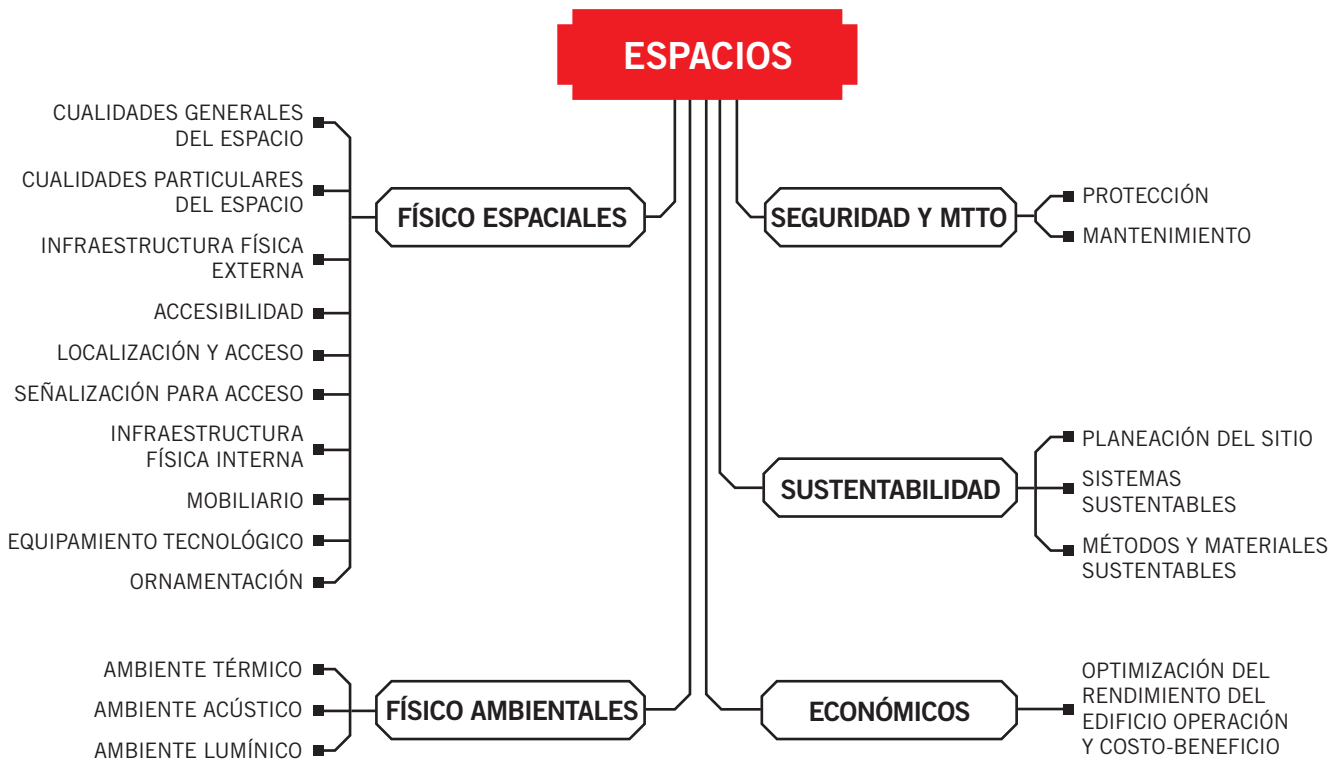 ESPACIOS
CUALIDADES GENERALES
DEL ESPACIO
CUALIDADES PARTICULARES
DEL ESPACIO
INFRAESTRUCTURA FÍSICA
EXTERNA
ACCESIBILIDAD
LOCALIZACIÓN Y ACCESO
SEÑALIZACIÓN PARA ACCESO
INFRAESTRUCTURA
FÍSICA INTERNA
MOBILIARIO
EQUIPAMIENTO TECNOLÓGICO
ORNAMENTACIÓN
FÍSICO ESPACIALES
AMBIENTE TÉRMICO
AMBIENTE ACÚSTICO
AMBIENTE LUMÍNICO
FÍSICO AMBIENTALES
SEGURIDAD Y MTTO
PROTECCIÓN
MANTENIMIENTO
SUSTENTABILIDAD
PLANEACIÓN DEL SITIO
SISTEMAS
SUSTENTABLES
MÉTODOS Y MATERIALES
SUSTENTABLES
ECONÓMICOS
OPTIMIZACIÓN DEL
RENDIMIENTO DEL
EDIFICIO OPERACIÓN
Y COSTO-BENEFICIO